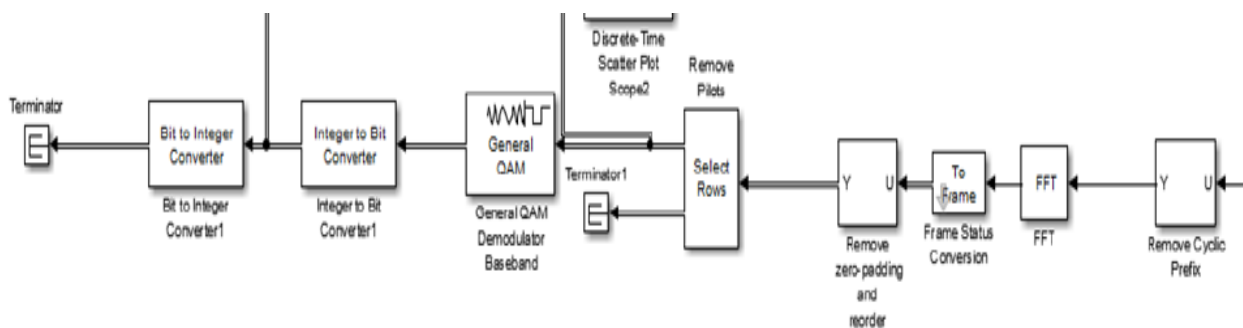 Discrete-Time
Scatter Plot
Scope2
Remove
Pilots
Terminator
Bit to Integer
Converter
Bit to Integer
Converter1
Integer to Bit
Converter
Integer to Bit
Converter1
General
QAM
General QAM
Demodulator
Baseband
Terminator1
Select
Rows
Y U
Remove
zero-padding
and
reorder
To
Frame
Frame Status
Conversion
FFT
FFT
Y U
Remove Cyclic
Prefix